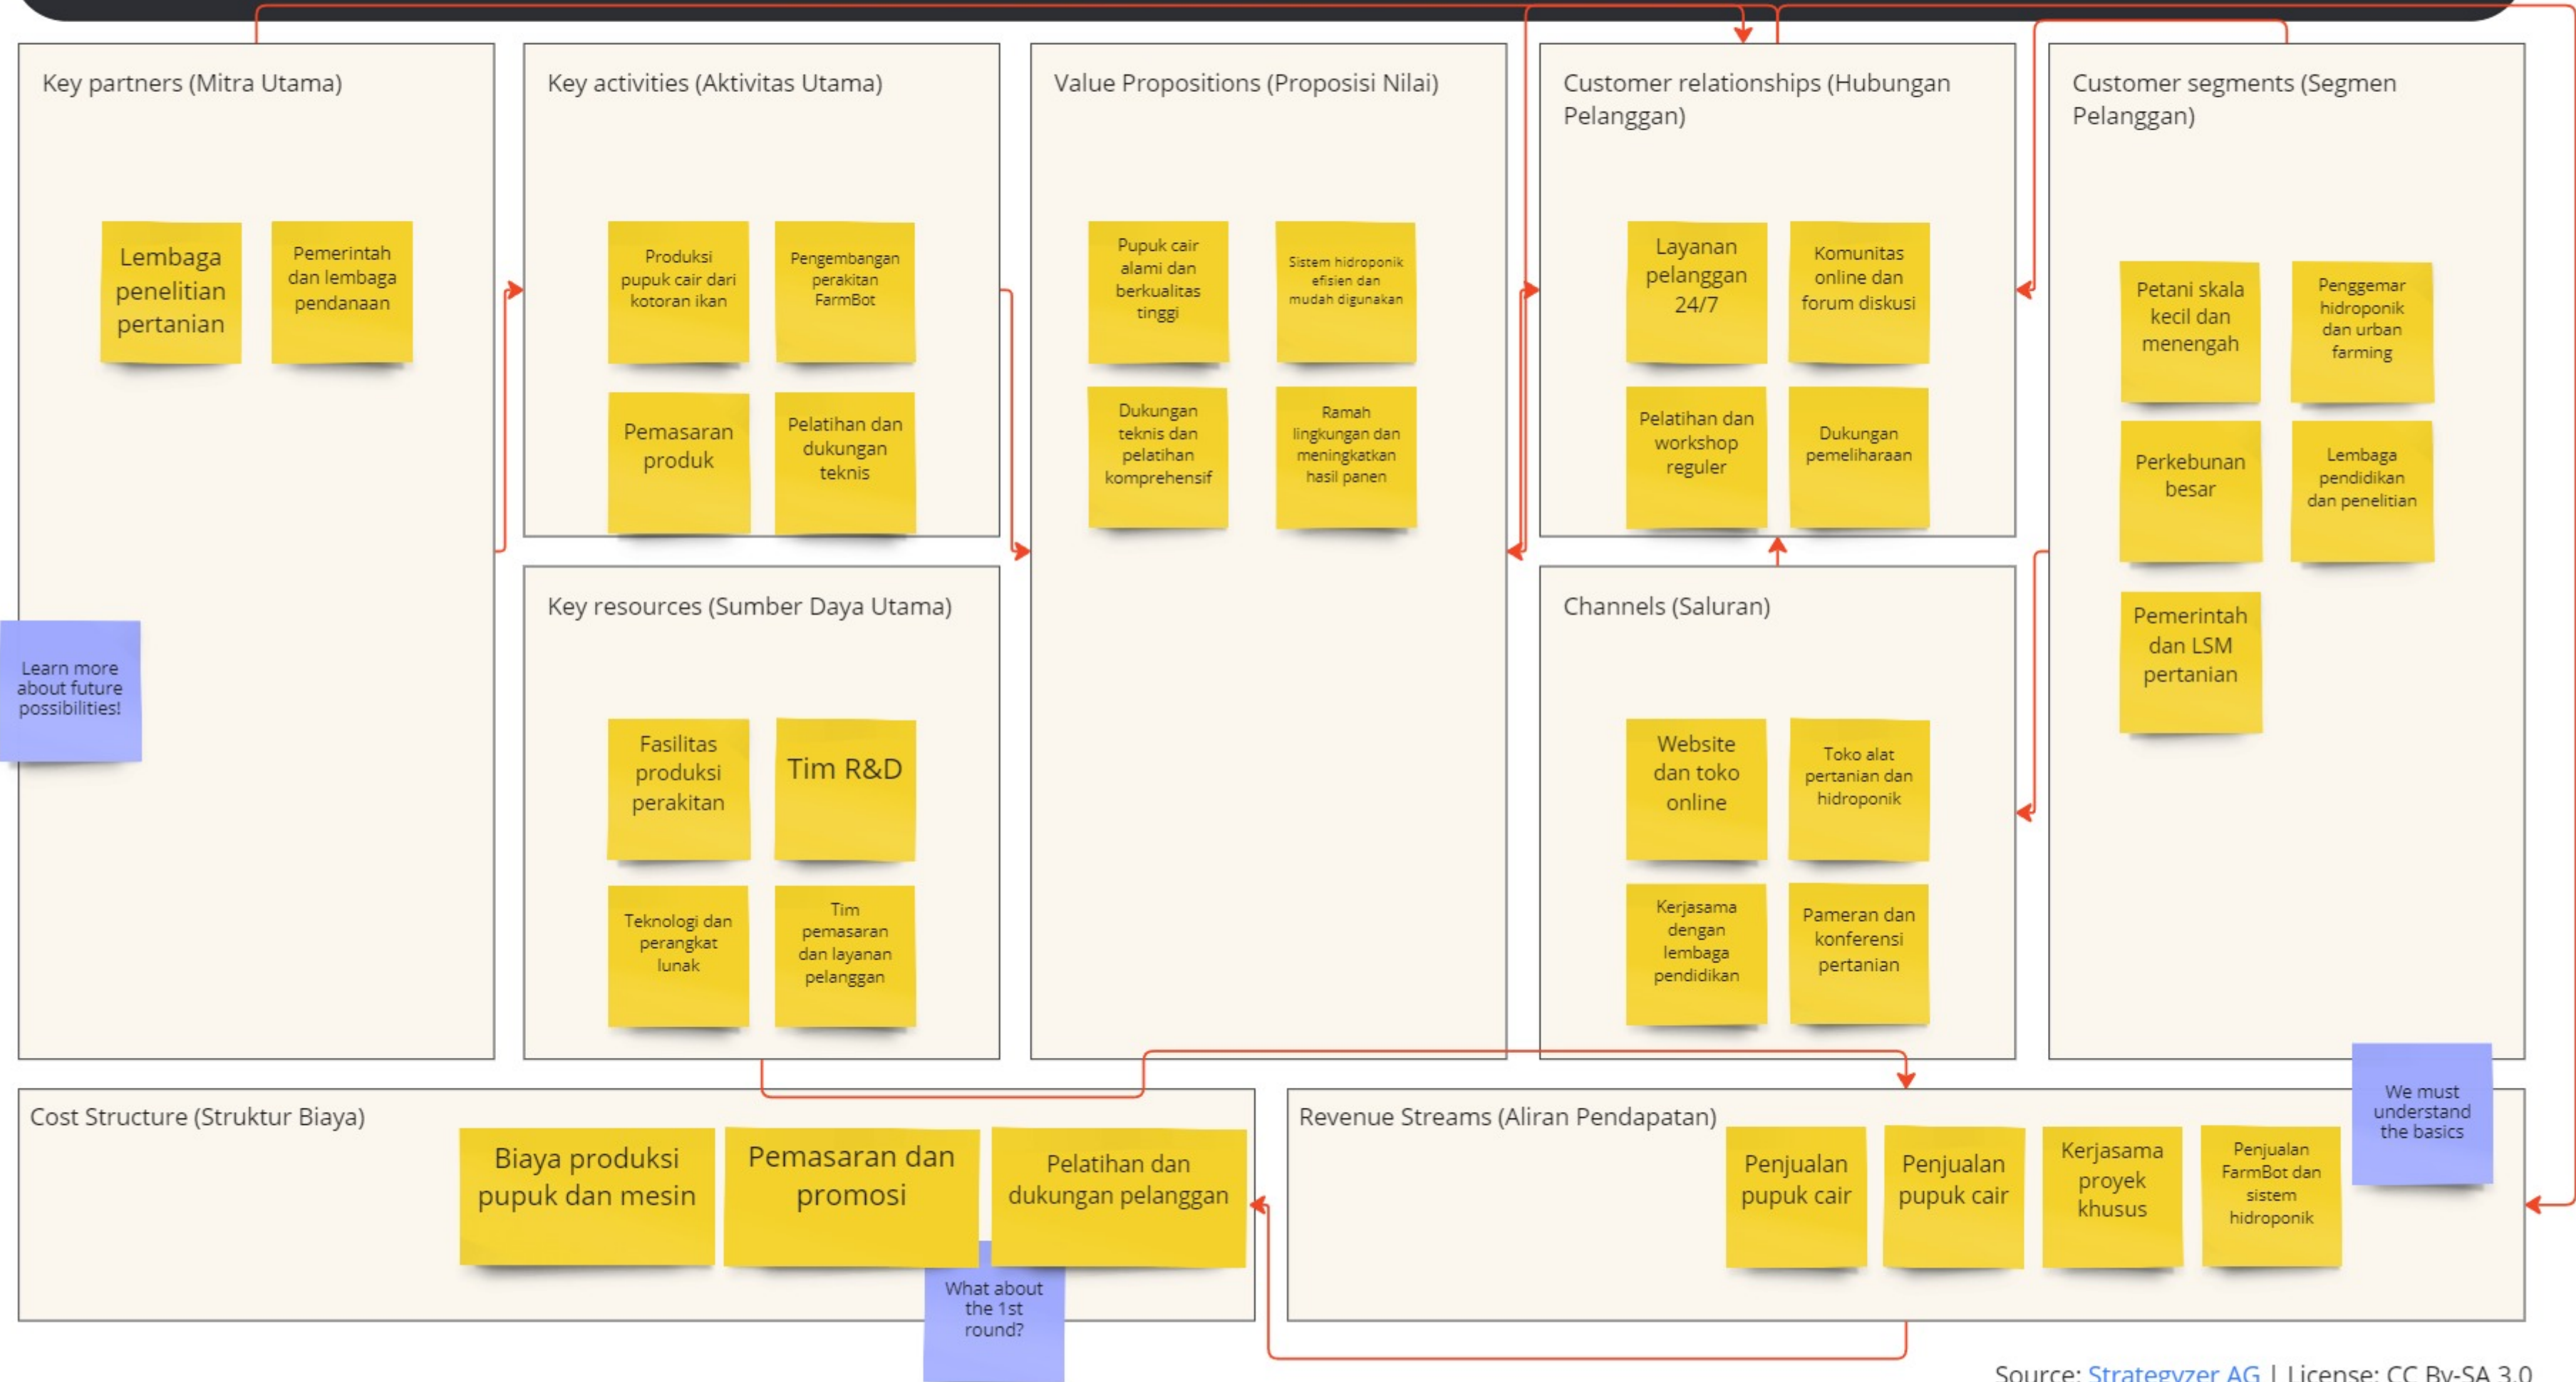 Key partners (Mitra Utama)
Lembaga
penelitian
pertanian
Pemerintah
dan lembaga
pendanaan
Learn more
about future
possibilities!
Key activities (Aktivitas Utama)
Produksi
pupuk cair dari
kotoran ikan
Pengembangan
perakitan
FarmBot
Pemasaran
produk
Pelatihan dan
dukungan
teknis
Key resources (Sumber Daya Utama)
Fasilitas
produksi
perakitan
Tim R&D
Teknologi dan
perangkat
lunak
Tim
pemasaran
dan layanan
pelanggan
Value Propositions (Proposisi Nilai)
Pupuk cair
alami dan
berkualitas
tinggi
Sistem hidroponik
efisien dan
mudah digunakan
Dukungan
teknis dan
pelatihan
komprehensif
Ramah
lingkungan dan
meningkatkan
hasil panen
Customer relationships (Hubungan
Pelanggan)
Layanan
pelanggan
24/7
Komunitas
online dan
forum diskusi
Pelatihan dan
workshop
reguler
Dukungan
pemeliharaan
Channels (Saluran)
Website
dan toko
online
Toko alat
pertanian dan
hidroponik
Kerjasama
dengan
lembaga
pendidikan
Pameran dan
konferensi
pertanian
Customer segments (Segmen
Pelanggan)
Petani skala
kecil dan
menengah
Penggemar
hidroponik
dan urban
farming
Perkebunan
besar
Lembaga
pendidikan
dan penelitian
Pemerintah
dan LSM
pertanian
Cost Structure (Struktur Biaya)
Biaya produksi
pupuk dan mesin
Pemasaran dan
promosi
Pelatihan dan
dukungan pelanggan
What about
the 1st
round?
Revenue Streams (Aliran Pendapatan)
Penjualan
pupuk cair
Penjualan
pupuk cair
Kerjasama
proyek
khusus
Penjualan
FarmBot dan
sistem
hidroponik
We must
understand
the basics
Source: Strategyzer AG | License: CC By-SA 3.0